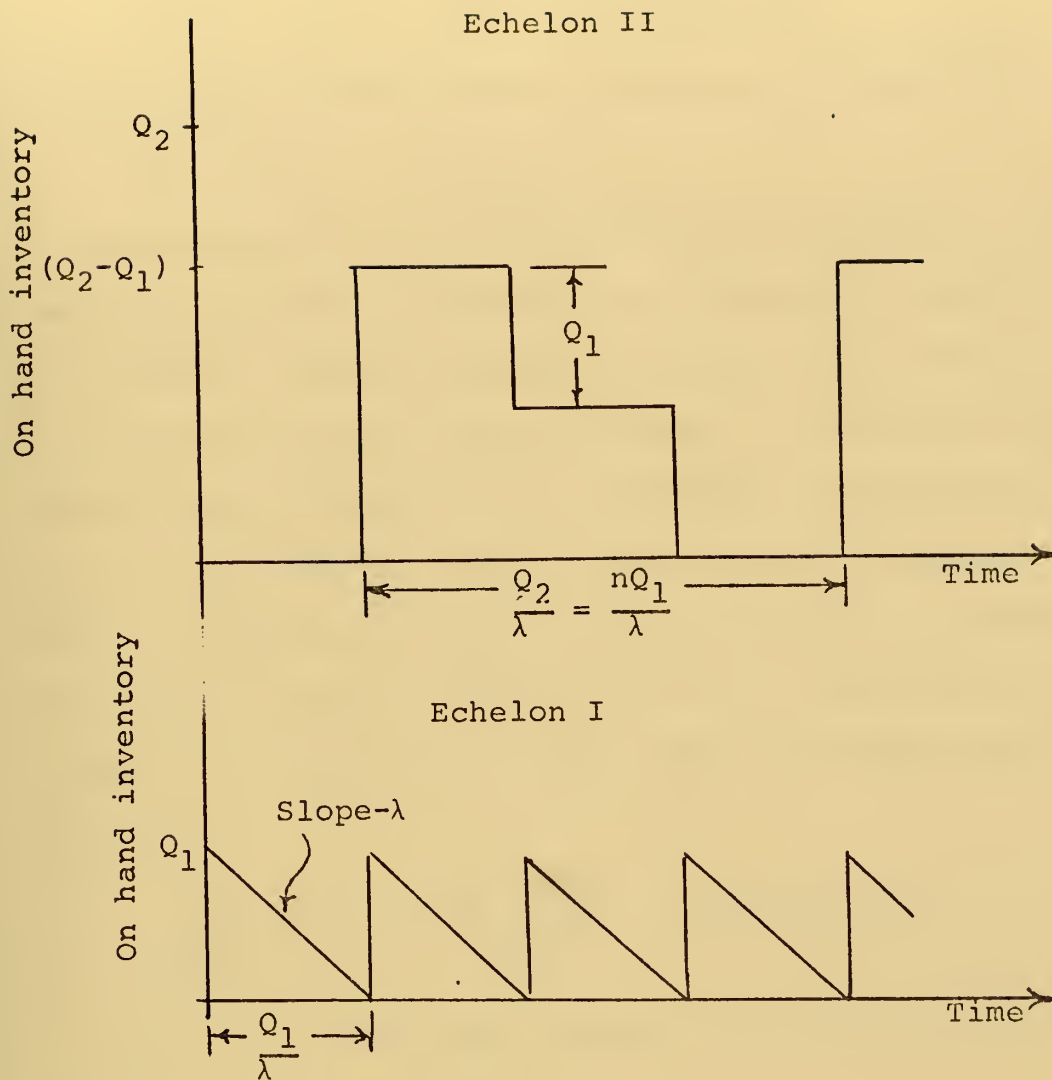 Echelon II
On hand inventory
Q₂
(Q₂-Q₁)
Q₁
Time
Q₂/λ = nQ₁/λ
Echelon I
On hand inventory
Slope-λ
Q₁
Time
Q₁/λ